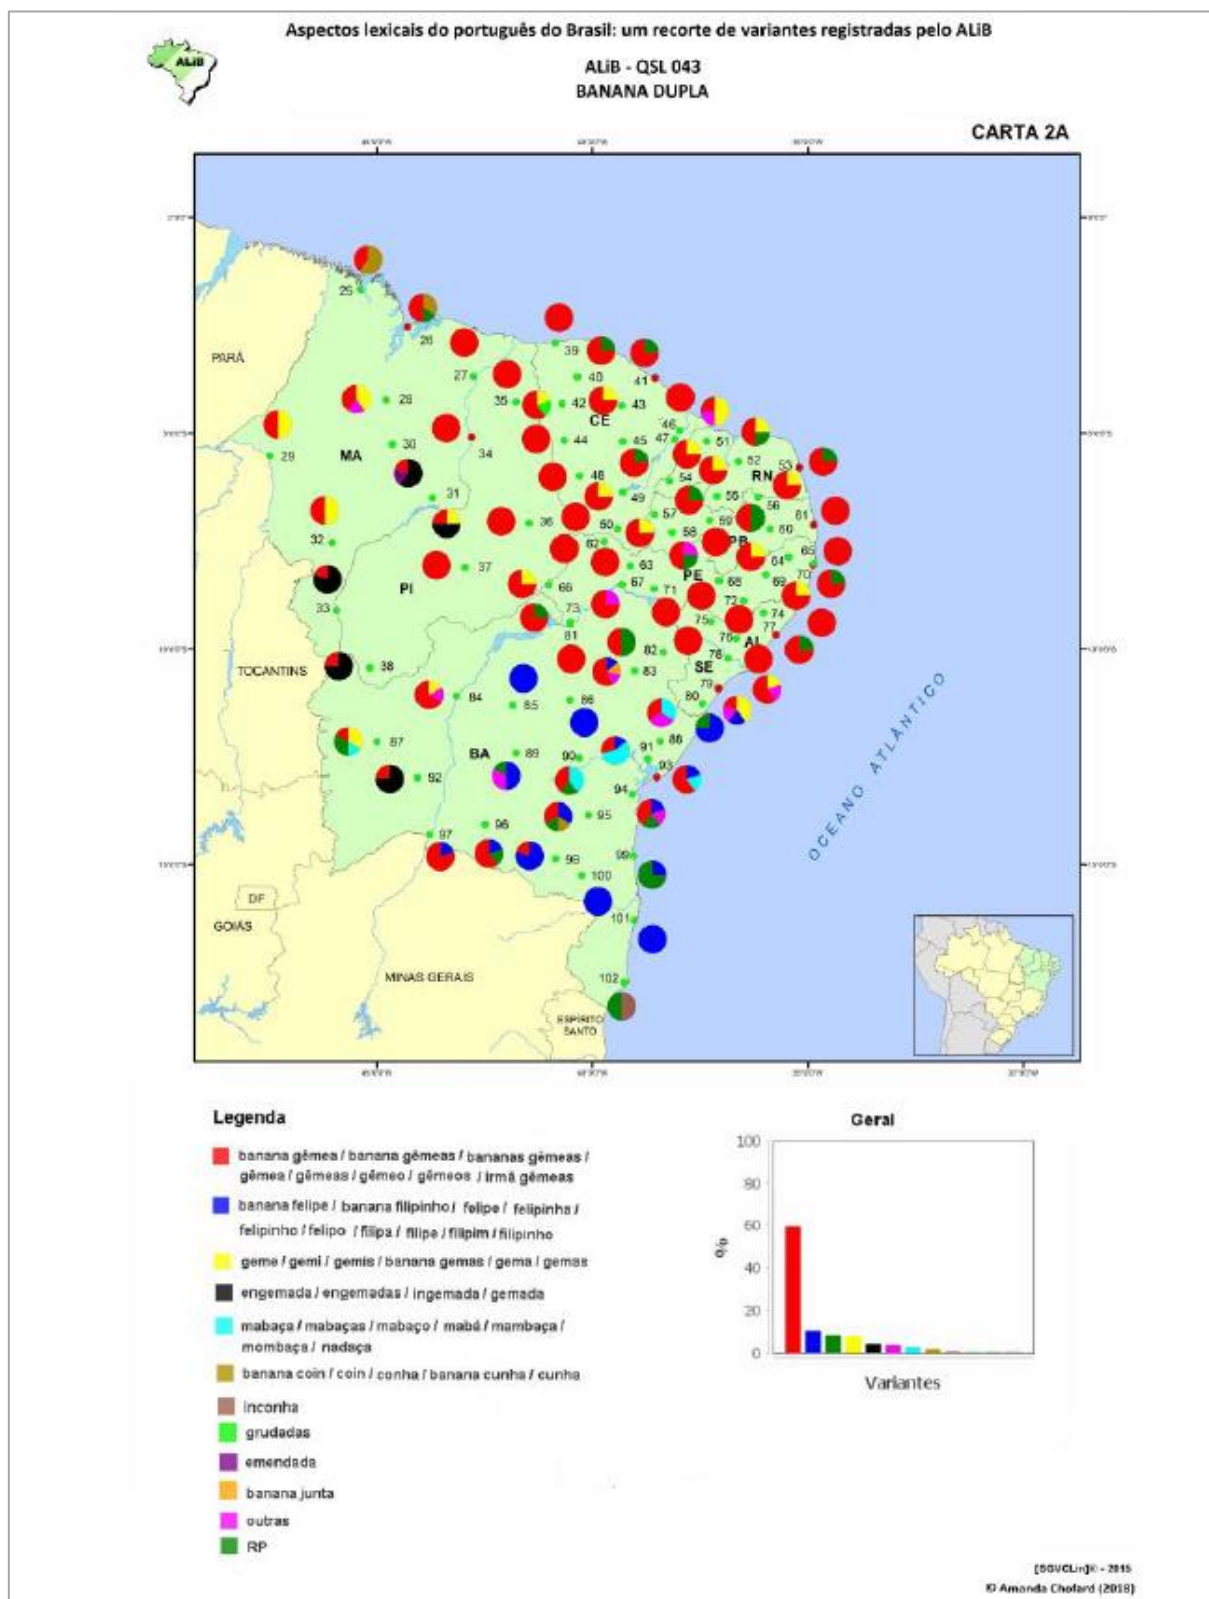 Aspectos lexicais do português do Brasil: um recorte de variantes registradas pelo ALiB
ALiB
ALiB - QSL 043
BANANA DUPLA
CARTA 2A
25
26
PARÁ
39
27
40
41
28
35
42
43
CE
46
47
51
29
MA
30
34
44
45
52
53
RN
31
48
54
49
55
56
61
32
36
50
57
59
58
60
PB
62
63
64
65
37
PI
66
67
PE
68
69
70
33
71
72
73
74
75
76
77
AL
81
82
78
SE
TOCANTINS
38
83
79
84
85
86
80
87
BA
89
90
91
88
93
92
94
95
96
97
98
99
100
101
102
DF
GOIÁS
MINAS GERAIS
ESPÍRITO
SANTO
OCEANO ATLÂNTICO
Legenda
banana gêmea / banana gêmeas / bananas gêmeas /
gêmea / gêmeas / gêmeo / gêmeos / irmã gêmeas
banana felipe / banana filipinho / felipe / felipinha /
felipinho / felipo / filipa / filipe / filipim / filipinho
geme / gemi / gemis / banana gemas / gema / gemas
engemada / engemadas / ingemada / gemada
mabaça / mabaças / mabaço / mabá / mambaça /
mombaça / nadaça
banana coin / coin / conha / banana cunha / cunha
inconha
grudadas
emendada
banana junta
outras
RP
Geral
100
80
60
40
20
0
%
Variantes
[SGVCLin]© - 2015
© Amanda Chofard (2018)